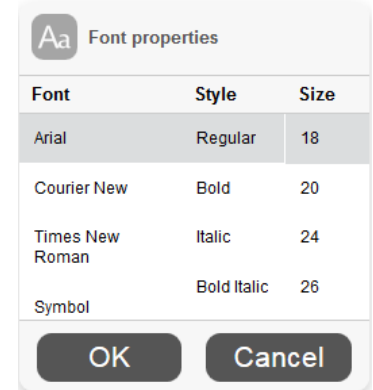 Aa Font properties
Font Style Size
Arial Regular 18
Courier New Bold 20
Times New Italic 24
Roman
Bold Italic 26
Symbol
OK Cancel